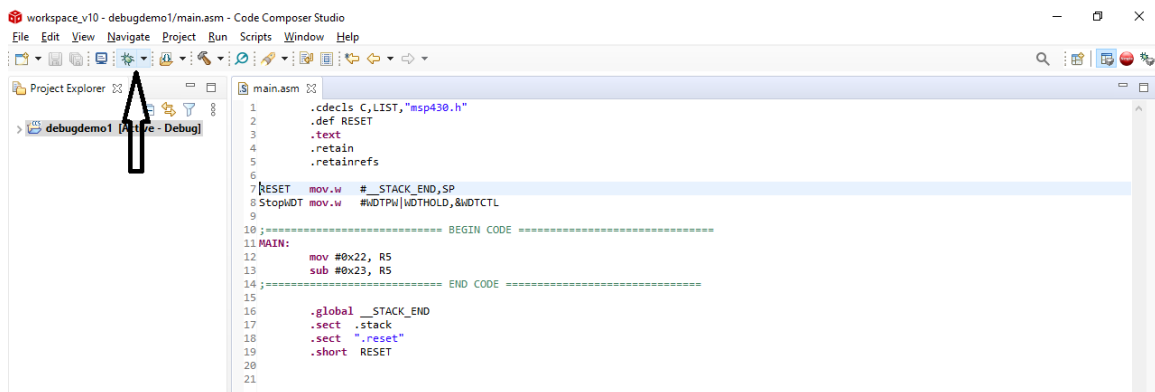 workspace_v10 - debugdemo1/main.asm - Code Composer Studio
File Edit View Navigate Project Run Scripts Window Help
Project Explorer
debugdemo1 [Active - Debug]
main.asm
1 .cdecls C,LIST,"msp430.h"
2 .def RESET
3 .text
4 .retain
5 .retainrefs
6
7 RESET mov.w #__STACK_END,SP
8 StopWDT mov.w #WDTPW|WDTHOLD,&WDTCTL
9
10 ;============================ BEGIN CODE ===============================
11 MAIN:
12 mov #0x22, R5
13 sub #0x23, R5
14 ;============================ END CODE ===============================
15
16 .global __STACK_END
17 .sect .stack
18 .sect ".reset"
19 .short RESET
20
21